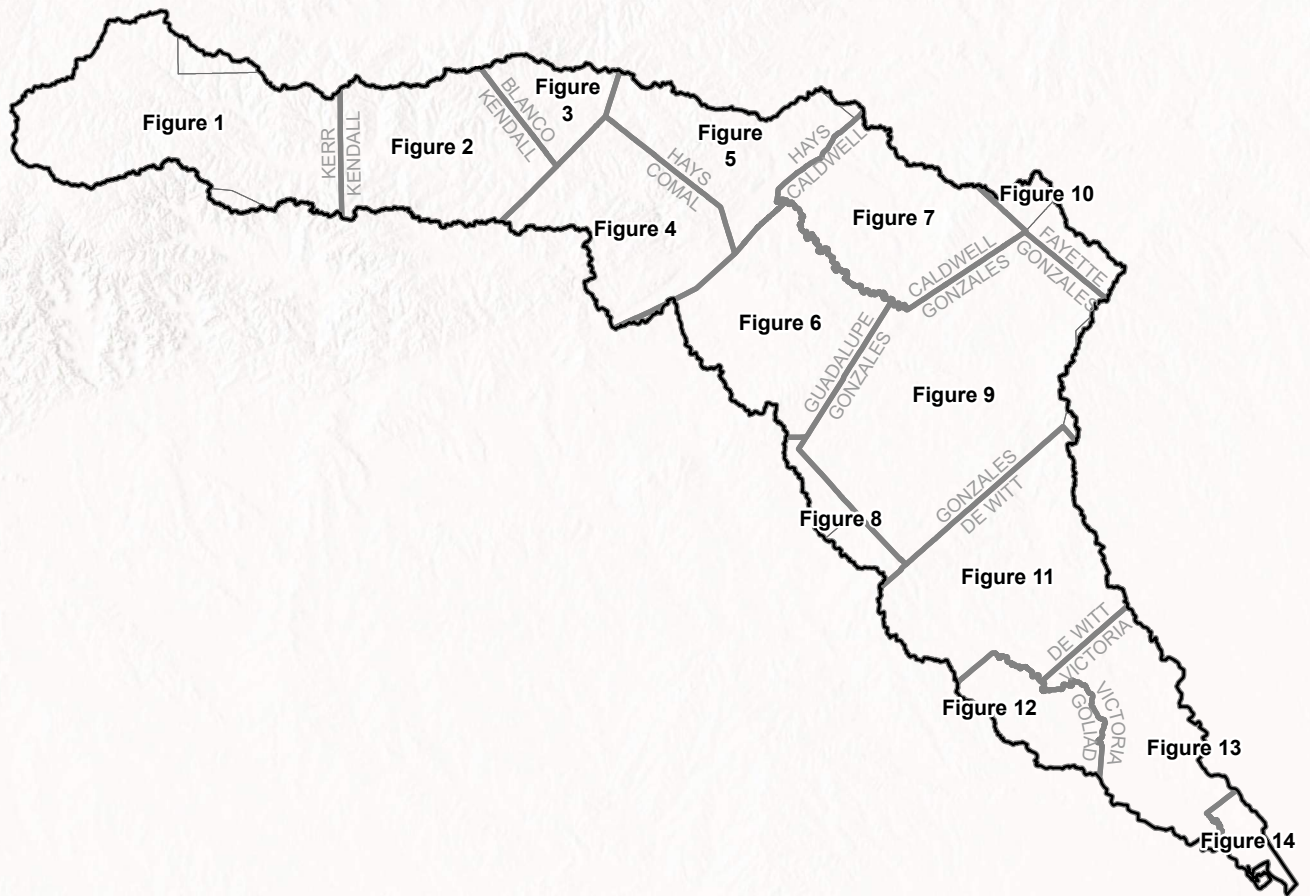 Figure 1
KERR
KENDALL
Figure 2
BLANCO
KENDALL
Figure
3
HAYS
COMAL
Figure 4
Figure
5
HAYS
CALDWELL
Figure 6
Figure 7
CALDWELL
GONZALES
GUADALUPE
GONZALES
Figure 8
Figure 9
Figure 10
FAYETTE
GONZALES
GONZALES
DE WITT
Figure 11
DE WITT
VICTORIA
Figure 12
VICTORIA
GOLIAD
Figure 13
Figure 14